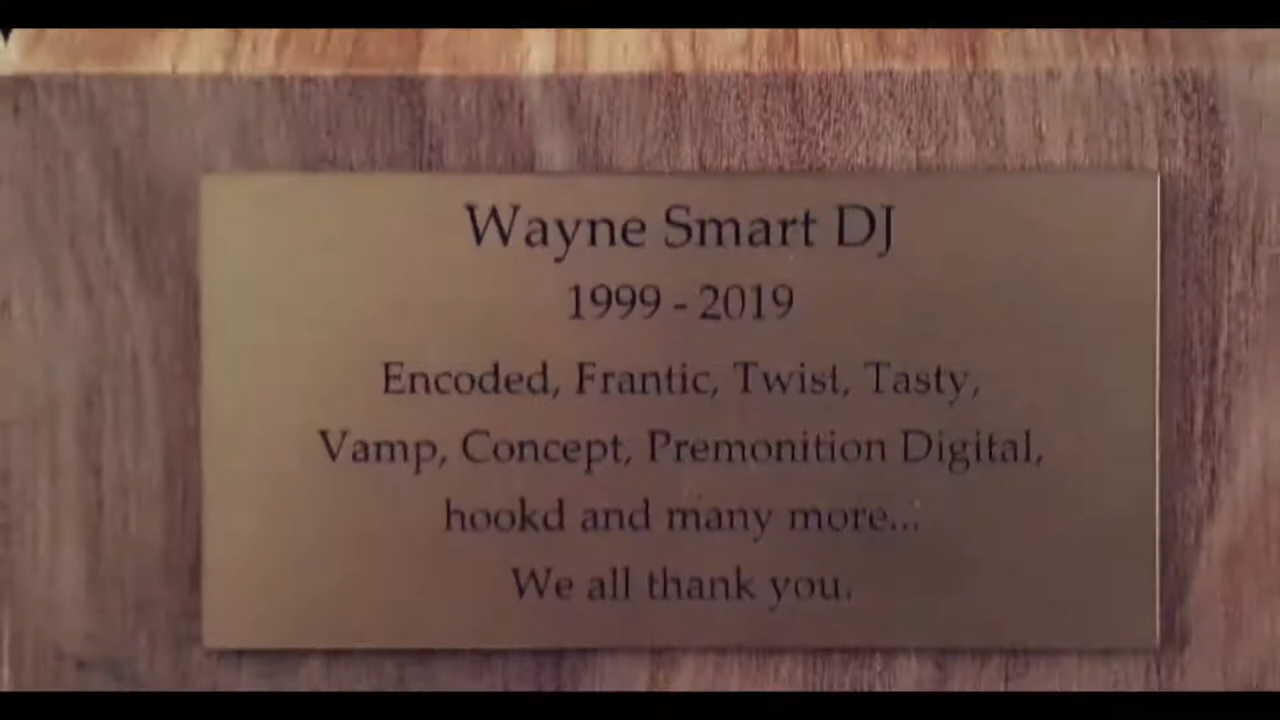 Wayne Smart DJ
1999 - 2019
Encoded, Frantic, Twist, Tasty,
Vamp, Concept, Premonition Digital,
hookd and many more...
We all thank you.